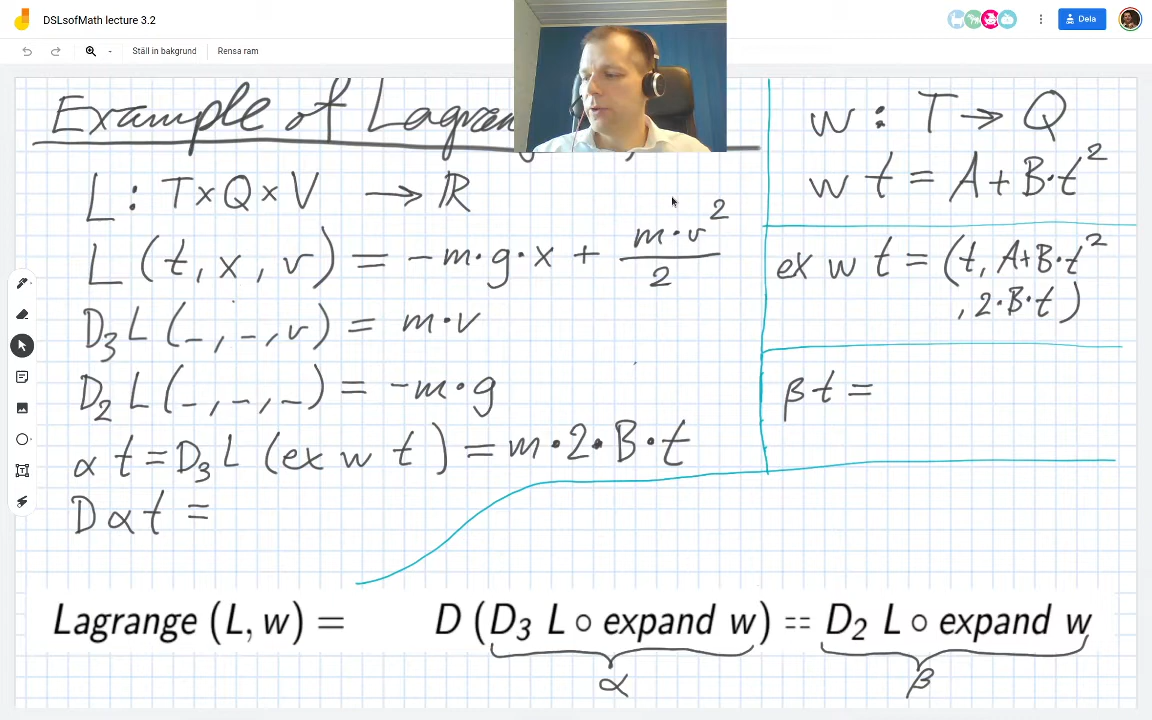 DSLsofMath lecture 3.2
Dela
Ställ in bakgrund
Rensa ram
Example of
L : T × Q × V → ℝ
L (t, x, v) = -m·g·x + m·v² / 2
D₃ L (_, _, v) = m·v
D₂ L (_, _, _) = -m·g
α t = D₃ L (ex w t) = m·2·B·t
D α t =
w : T → Q
w t = A + B·t²
ex w t = (t, A+B·t²
, 2·B·t)
β t =
Lagrange (L, w) = D (D₃ L ∘ expand w) == D₂ L ∘ expand w
α β